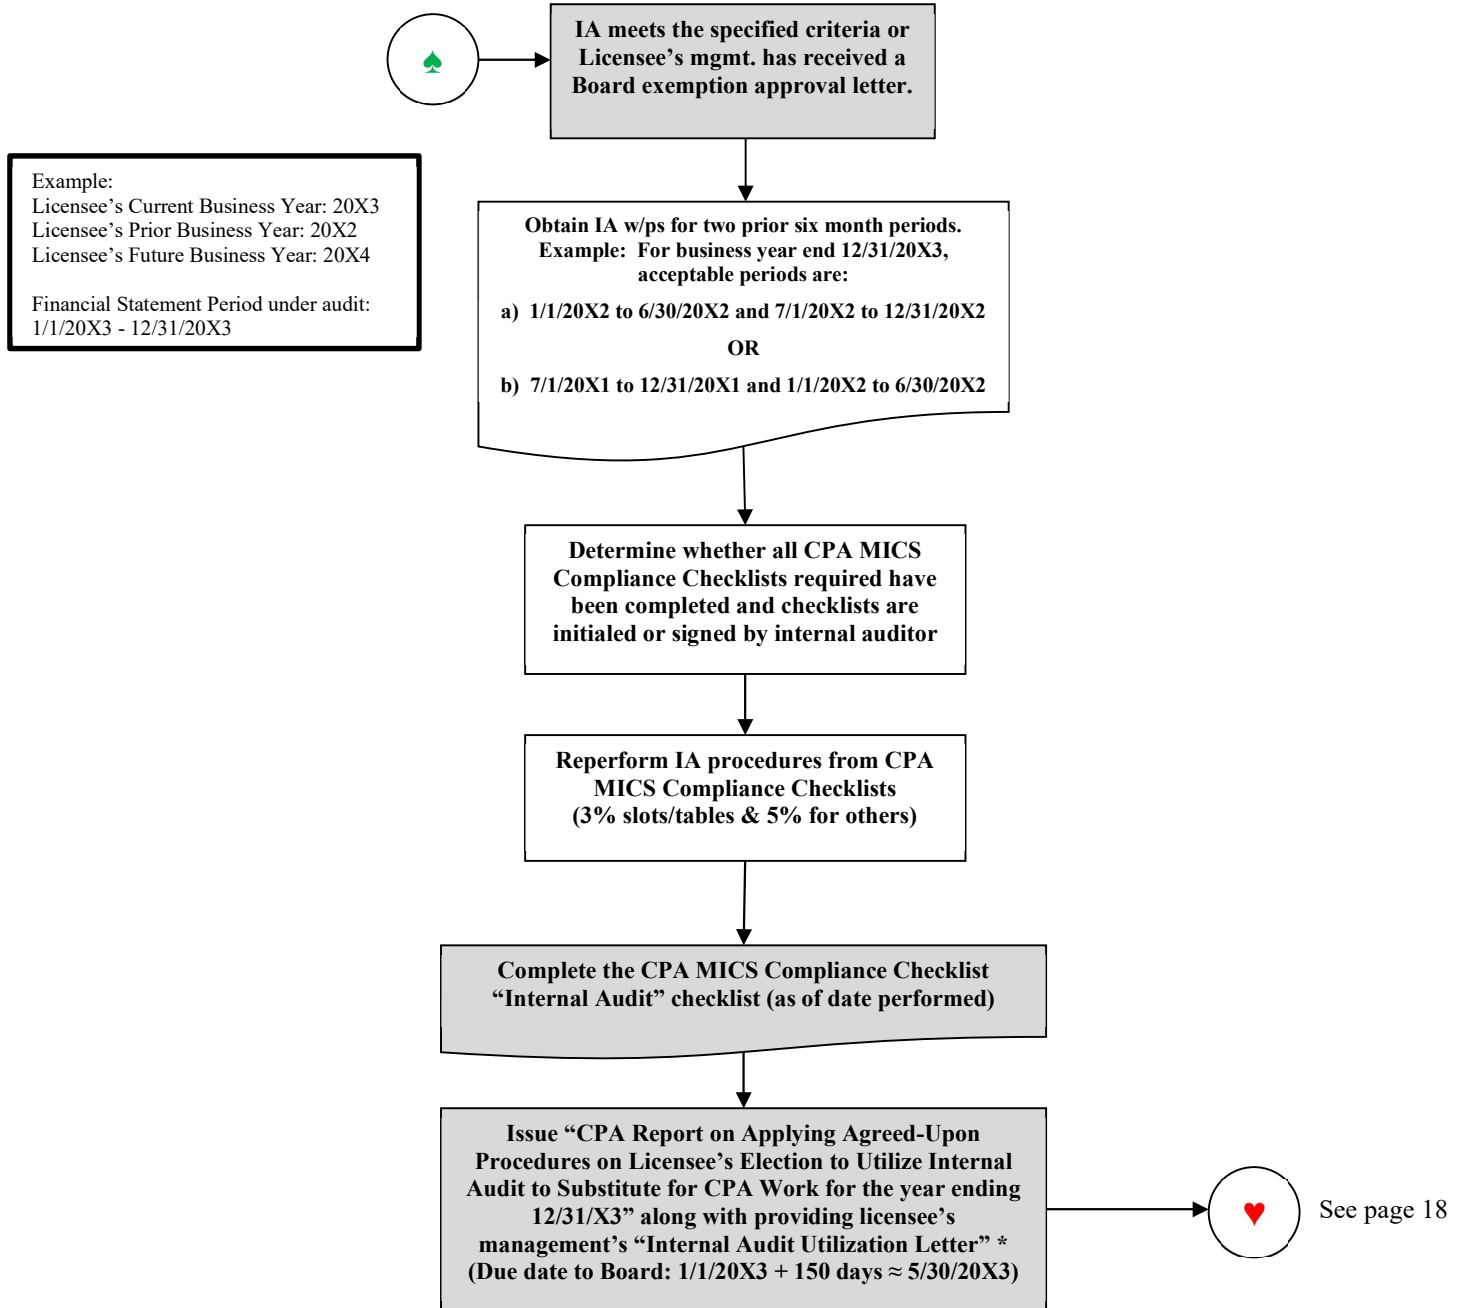 IA meets the specified criteria or
Licensee’s mgmt. has received a
Board exemption approval letter.
♠
Example:
Licensee’s Current Business Year: 20X3
Licensee’s Prior Business Year: 20X2
Licensee’s Future Business Year: 20X4
Financial Statement Period under audit:
1/1/20X3 - 12/31/20X3
Obtain IA w/ps for two prior six month periods.
Example: For business year end 12/31/20X3,
acceptable periods are:
a) 1/1/20X2 to 6/30/20X2 and 7/1/20X2 to 12/31/20X2
OR
b) 7/1/20X1 to 12/31/20X1 and 1/1/20X2 to 6/30/20X2
Determine whether all CPA MICS
Compliance Checklists required have
been completed and checklists are
initialed or signed by internal auditor
Reperform IA procedures from CPA
MICS Compliance Checklists
(3% slots/tables & 5% for others)
Complete the CPA MICS Compliance Checklist
“Internal Audit” checklist (as of date performed)
Issue “CPA Report on Applying Agreed-Upon
Procedures on Licensee’s Election to Utilize Internal
Audit to Substitute for CPA Work for the year ending
12/31/X3” along with providing licensee’s
management’s “Internal Audit Utilization Letter” *
(Due date to Board: 1/1/20X3 + 150 days ≈ 5/30/20X3)
♥
See page 18